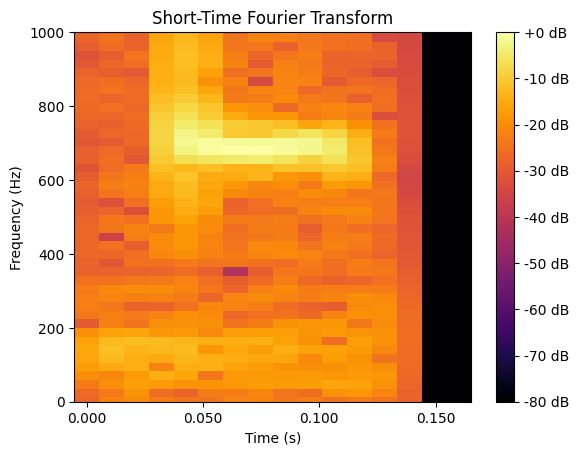 Short-Time Fourier Transform
1000
800
600
400
200
0
Frequency (Hz)
0.000
0.050
0.100
0.150
Time (s)
+0 dB
-10 dB
-20 dB
-30 dB
-40 dB
-50 dB
-60 dB
-70 dB
-80 dB